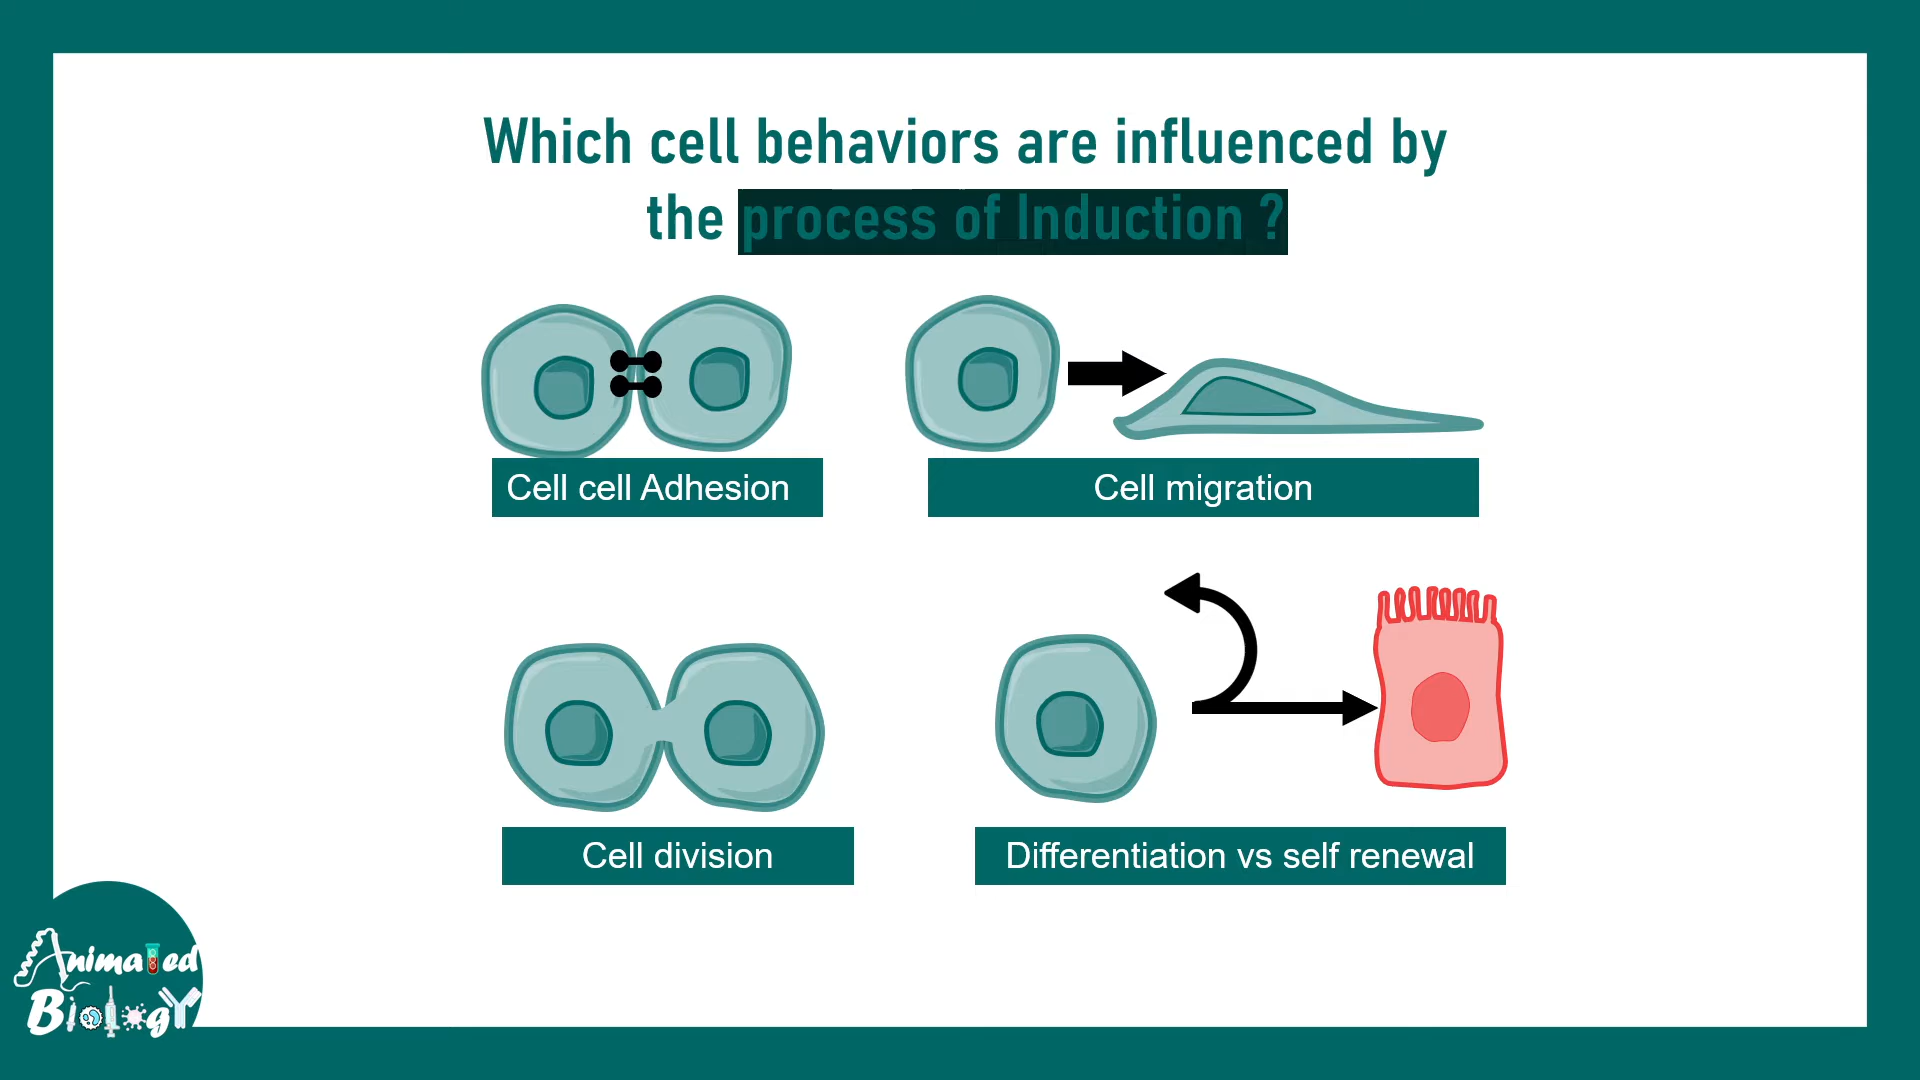 Which cell behaviors are influenced by
the process of Induction ?
Cell cell Adhesion
Cell migration
Cell division
Differentiation vs self renewal
Animated
Biology